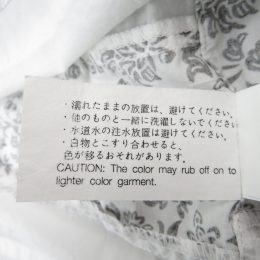 ・濡れたままの放置は、避けてください。
・他のものと一緒に洗濯しないでください。
・水道水の注水放置は避けてください。
・白物とこすり合わせると、
色が移るおそれがあります。
CAUTION: The color may rub off on to
lighter color garment.